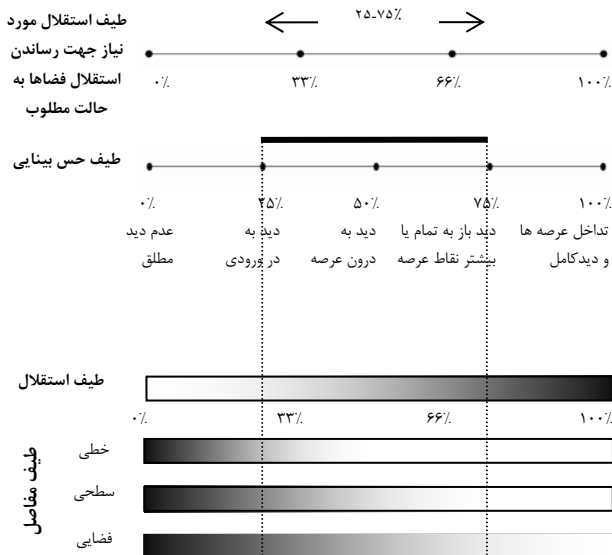 طیف استقلال مورد
نیاز جهت رساندن
استقلال فضاها به
حالت مطلوب
۲۵-۷۵٪
۰٪ ۳۳٪ ۶۶٪ ۱۰۰٪
طیف حس بینایی
۰٪ ۲۵٪ ۵۰٪ ۷۵٪ ۱۰۰٪
عدم دید
مطلق
دید به
در ورودی
دید به
درون عرصه
دید باز به تمام یا
بیشتر نقاط عرصه
تداخل عرصه ها
و دیدکامل
طیف استقلال
۰٪ ۳۳٪ ۶۶٪ ۱۰۰٪
طیف مفاصل
خطی
سطحی
فضایی